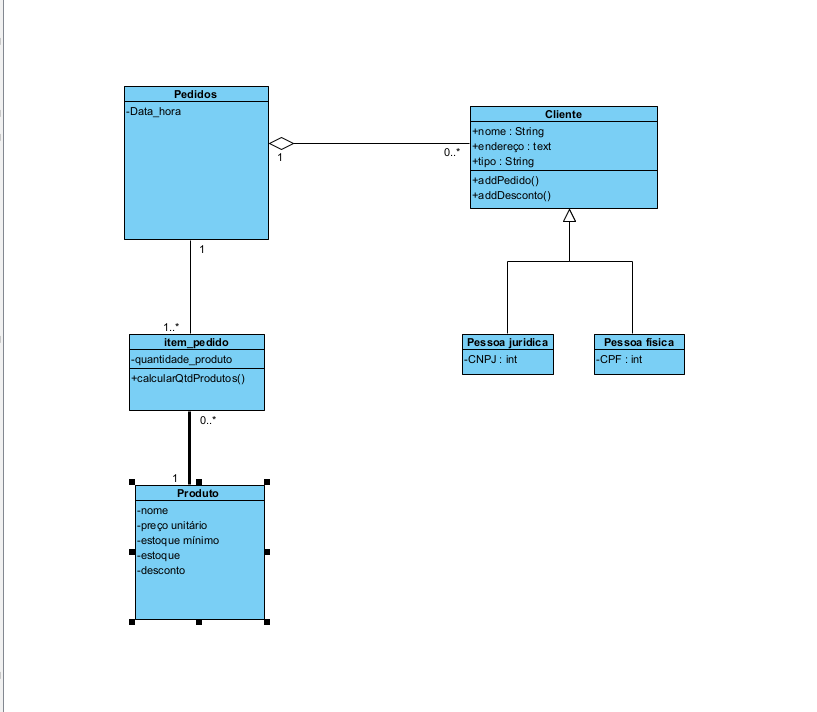 Pedidos
-Data_hora
1
0..*
Cliente
+nome : String
+endereço : text
+tipo : String
+addPedido()
+addDesconto()
1
1..*
item_pedido
-quantidade_produto
+calcularQtdProdutos()
Pessoa juridica
-CNPJ : int
Pessoa física
-CPF : int
0..*
1
Produto
-nome
-preço unitário
-estoque mínimo
-estoque
-desconto